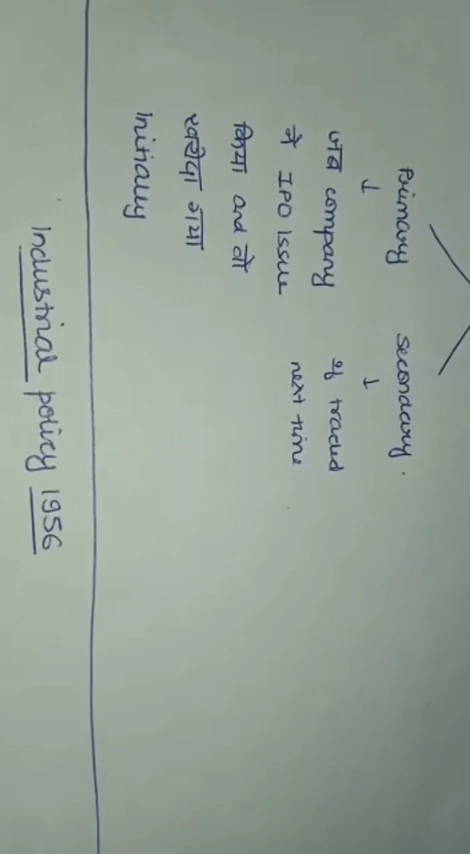 Primary
↓
जब company
ने IPO issue
किया and वो
खरीदा गया
Initially
Secondary.
↓
If traded
next time
Industrial policy 1956